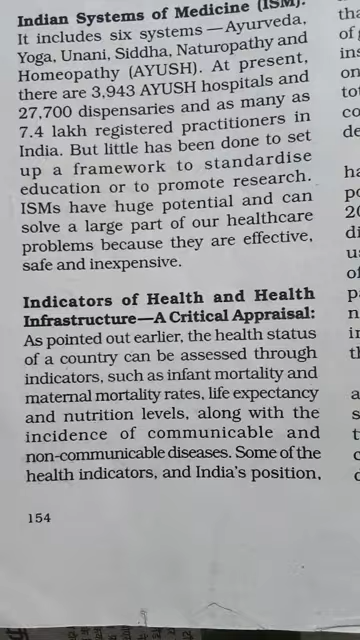 Indian Systems of Medicine (ISM):
It includes six systems — Ayurveda,
Yoga, Unani, Siddha, Naturopathy and
Homeopathy (AYUSH). At present,
there are 3,943 AYUSH hospitals and
27,700 dispensaries and as many as
7.4 lakh registered practitioners in
India. But little has been done to set
up a framework to standardise
education or to promote research.
ISMs have huge potential and can
solve a large part of our healthcare
problems because they are effective,
safe and inexpensive.
Indicators of Health and Health
Infrastructure—A Critical Appraisal:
As pointed out earlier, the health status
of a country can be assessed through
indicators, such as infant mortality and
maternal mortality rates, life expectancy
and nutrition levels, along with the
incidence of communicable and
non-communicable diseases. Some of the
health indicators, and India's position,
154